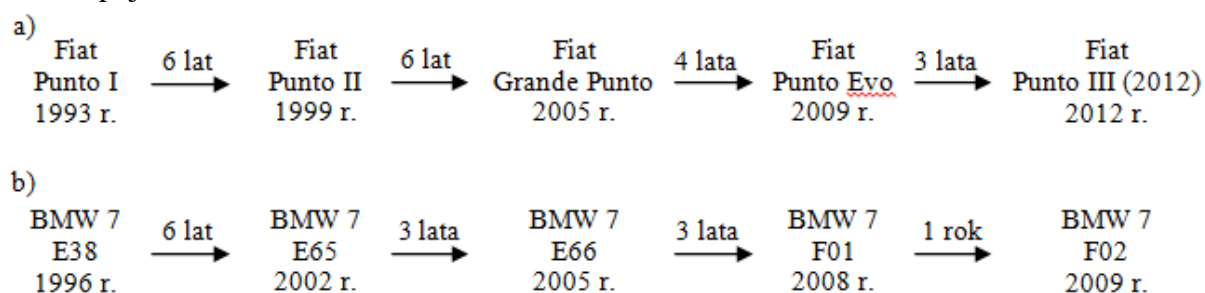 a)
Fiat Punto I 1993 r.
6 lat
Fiat Punto II 1999 r.
6 lat
Fiat Grande Punto 2005 r.
4 lata
Fiat Punto Evo 2009 r.
3 lata
Fiat Punto III (2012) 2012 r.
b)
BMW 7 E38 1996 r.
6 lat
BMW 7 E65 2002 r.
3 lata
BMW 7 E66 2005 r.
3 lata
BMW 7 F01 2008 r.
1 rok
BMW 7 F02 2009 r.